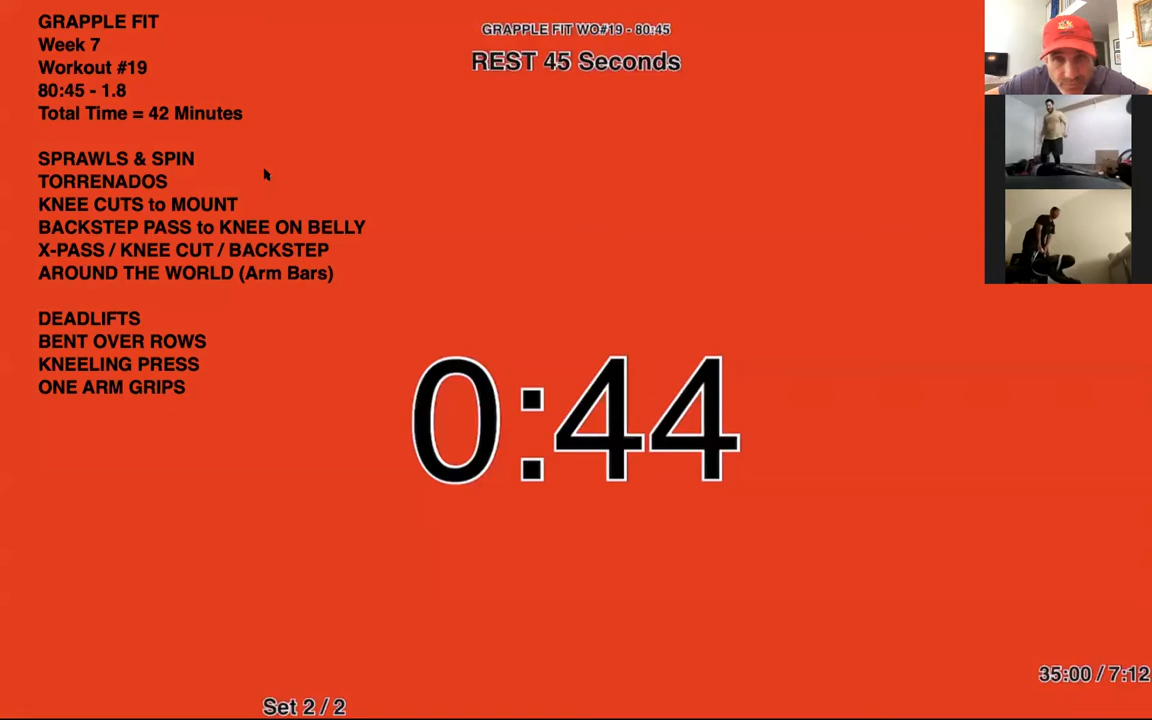 GRAPPLE FIT
Week 7
Workout #19
80:45 - 1.8
Total Time = 42 Minutes
SPRAWLS & SPIN
TORRENADOS
KNEE CUTS to MOUNT
BACKSTEP PASS to KNEE ON BELLY
X-PASS / KNEE CUT / BACKSTEP
AROUND THE WORLD (Arm Bars)
DEADLIFTS
BENT OVER ROWS
KNEELING PRESS
ONE ARM GRIPS
GRAPPLE FIT WO#19 - 80:45
REST 45 Seconds
0:44
35:00 / 7:12
Set 2 / 2